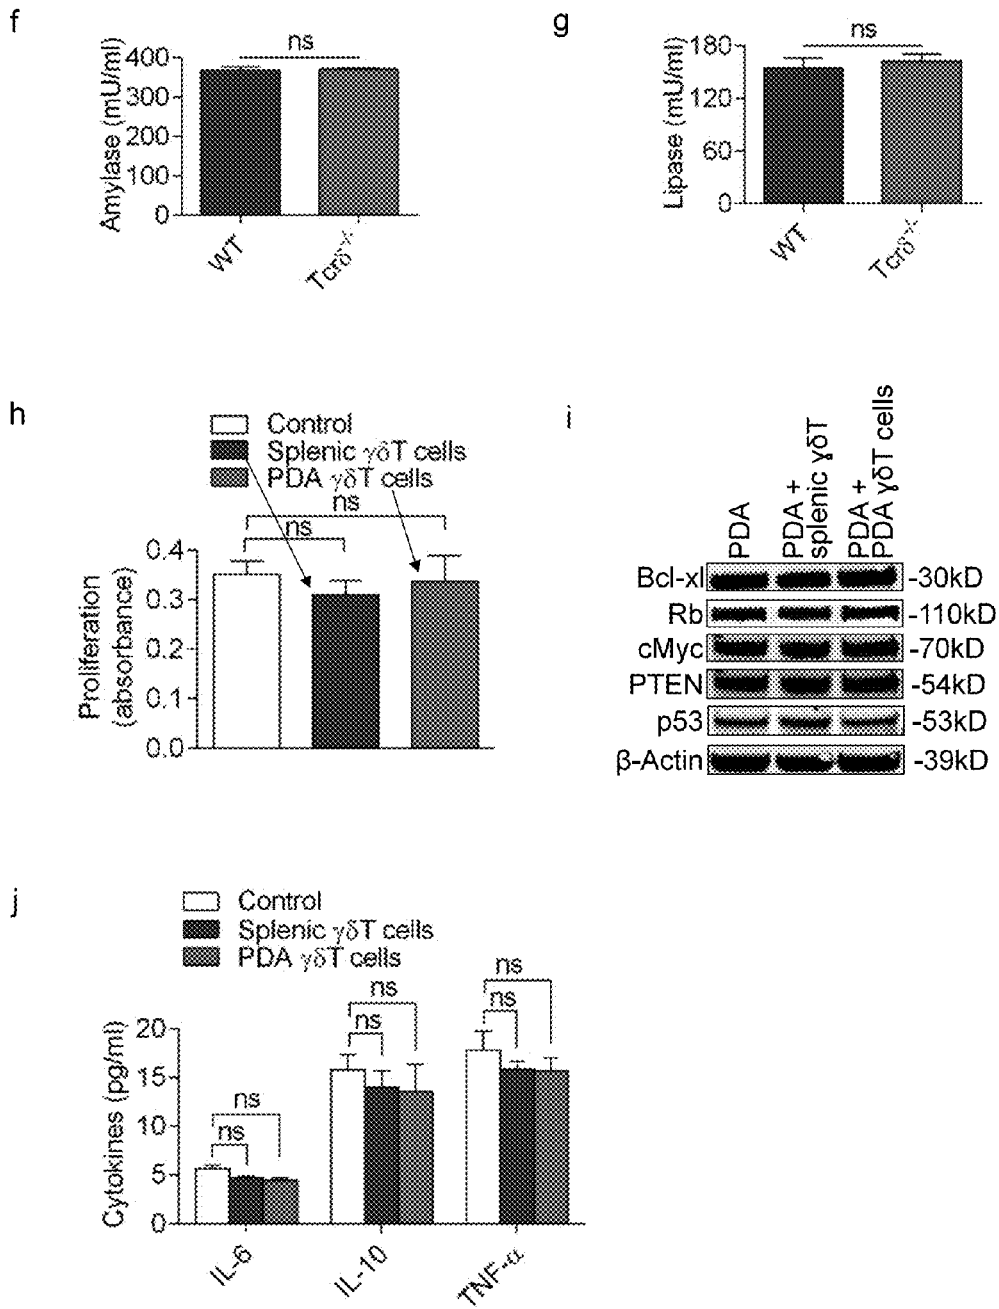 f
ns
Amylase (mU/ml)
400
300
200
100
0
WT
Tcrδ-/-
g
ns
Lipase (mU/ml)
180
120
60
0
WT
Tcrδ-/-
h
Control
Splenic γδT cells
PDA γδT cells
ns
ns
Proliferation
(absorbance)
0.4
0.3
0.2
0.1
0.0
i
PDA
PDA +
splenic γδT
PDA +
PDA γδT cells
Bcl-xl -30kD
Rb -110kD
cMyc -70kD
PTEN -54kD
p53 -53kD
β-Actin -39kD
j
Control
Splenic γδT cells
PDA γδT cells
Cytokines (pg/ml)
20
15
10
5
0
ns
ns
ns
ns
ns
ns
IL-6
IL-10
TNF-α